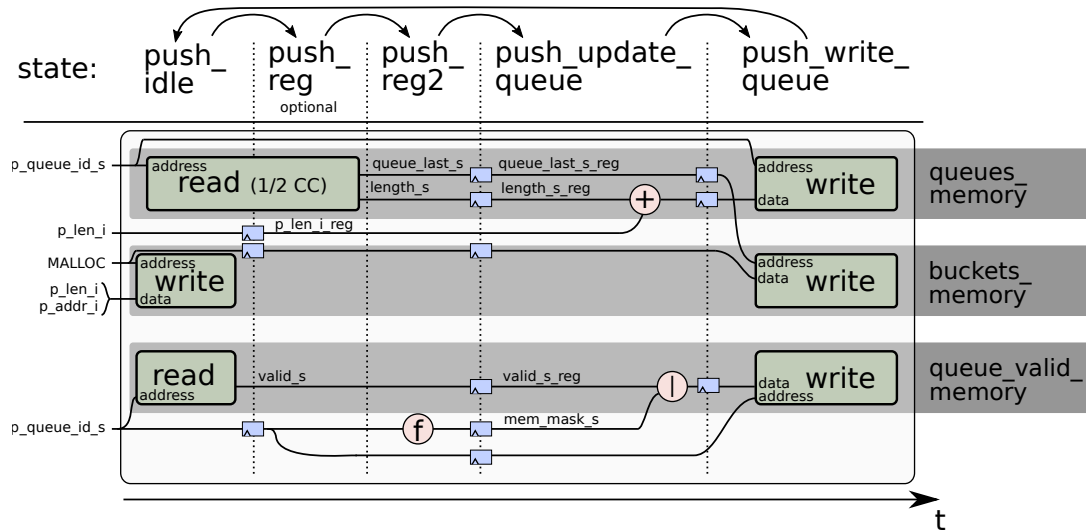 state:
push_
idle
push_
reg
optional
push_
reg2
push_update_
queue
push_write_
queue
p_queue_id_s
address
read (1/2 CC)
queue_last_s
queue_last_s_reg
length_s
length_s_reg
+
address
write
data
queues_
memory
p_len_i
p_len_i_reg
MALLOC
address
write
data
p_len_i
p_addr_i
address
data
write
buckets_
memory
read
address
valid_s
valid_s_reg
|
data
address
write
queue_valid_
memory
p_queue_id_s
f
mem_mask_s
t